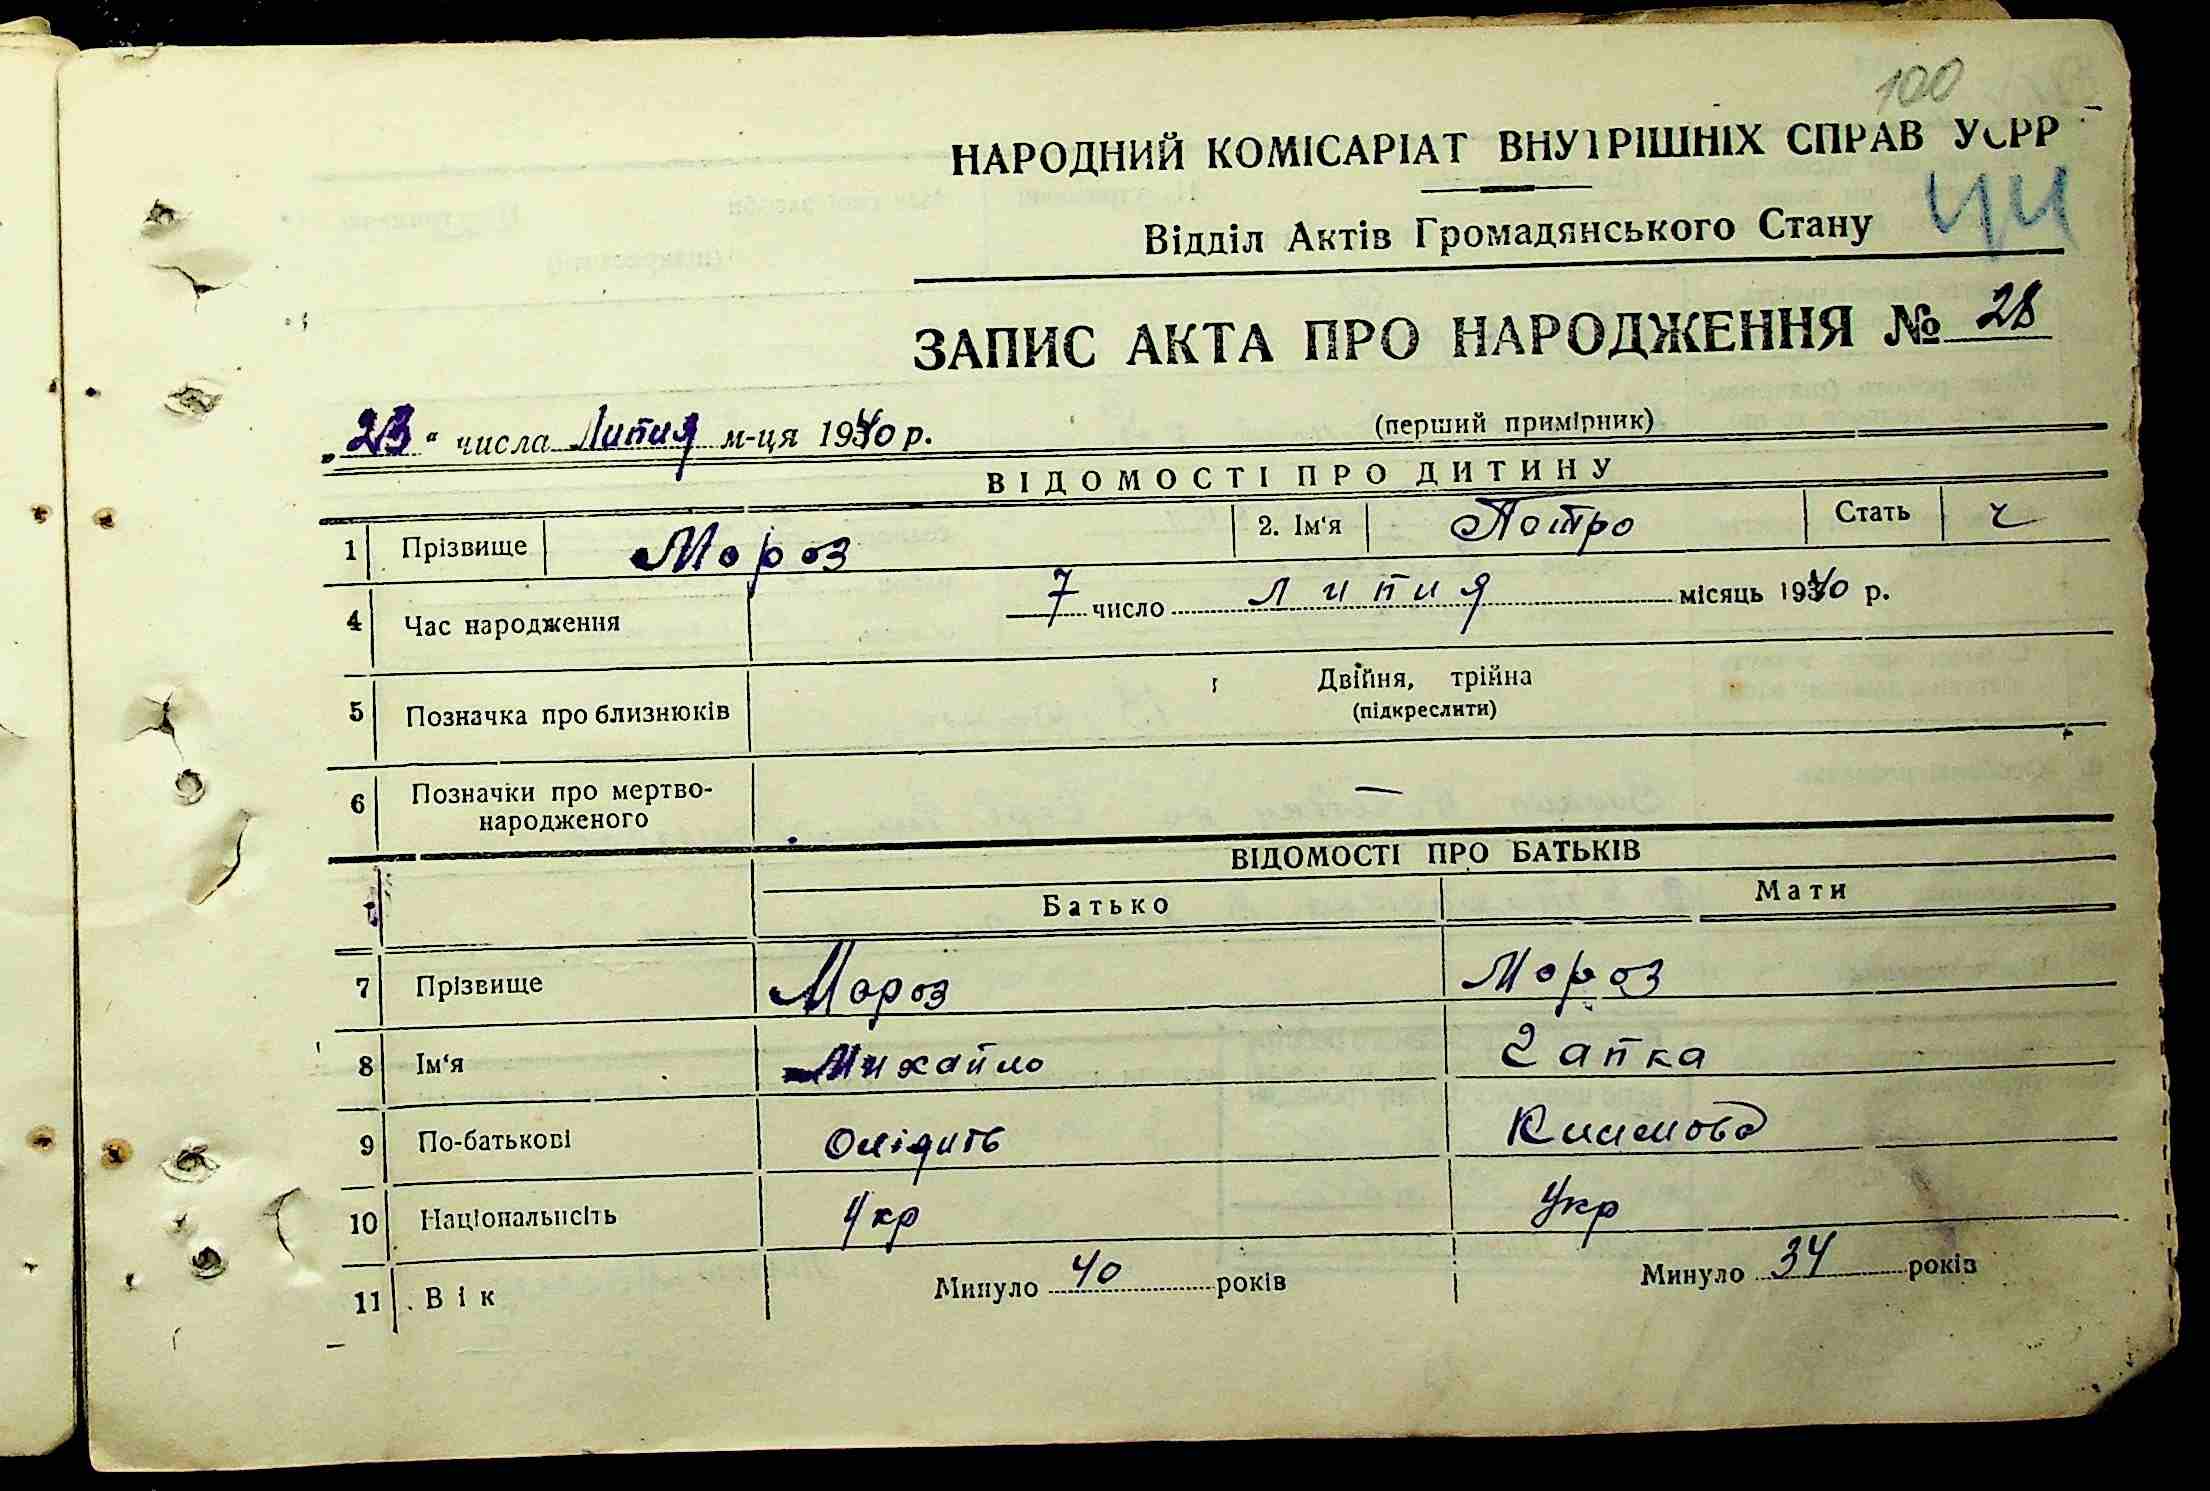 100
НАРОДНИЙ КОМІСАРІАТ ВНУТРІШНІХ СПРАВ УСРР
Відділ Актів Громадянського Стану
ЗАПИС АКТА ПРО НАРОДЖЕННЯ № 28
„23“ числа Липня м-ця 1940 р. (перший примірник)
ВІДОМОСТІ ПРО ДИТИНУ
1 Прізвище Мороз 2. Ім‘я Петро Стать ч
4 Час народження 7 число липня місяць 1940 р.
5 Позначка про близнюків Двійня, трійна
(підкреслити)
6 Позначки про мертво-
народженого —
ВІДОМОСТІ ПРО БАТЬКІВ
Батько Мати
7 Прізвище Мороз Мороз
8 Ім‘я Михайло Гапка
9 По-батькові
10 Національність Укр Укр
11 Вік Минуло 40 років Минуло 34 років